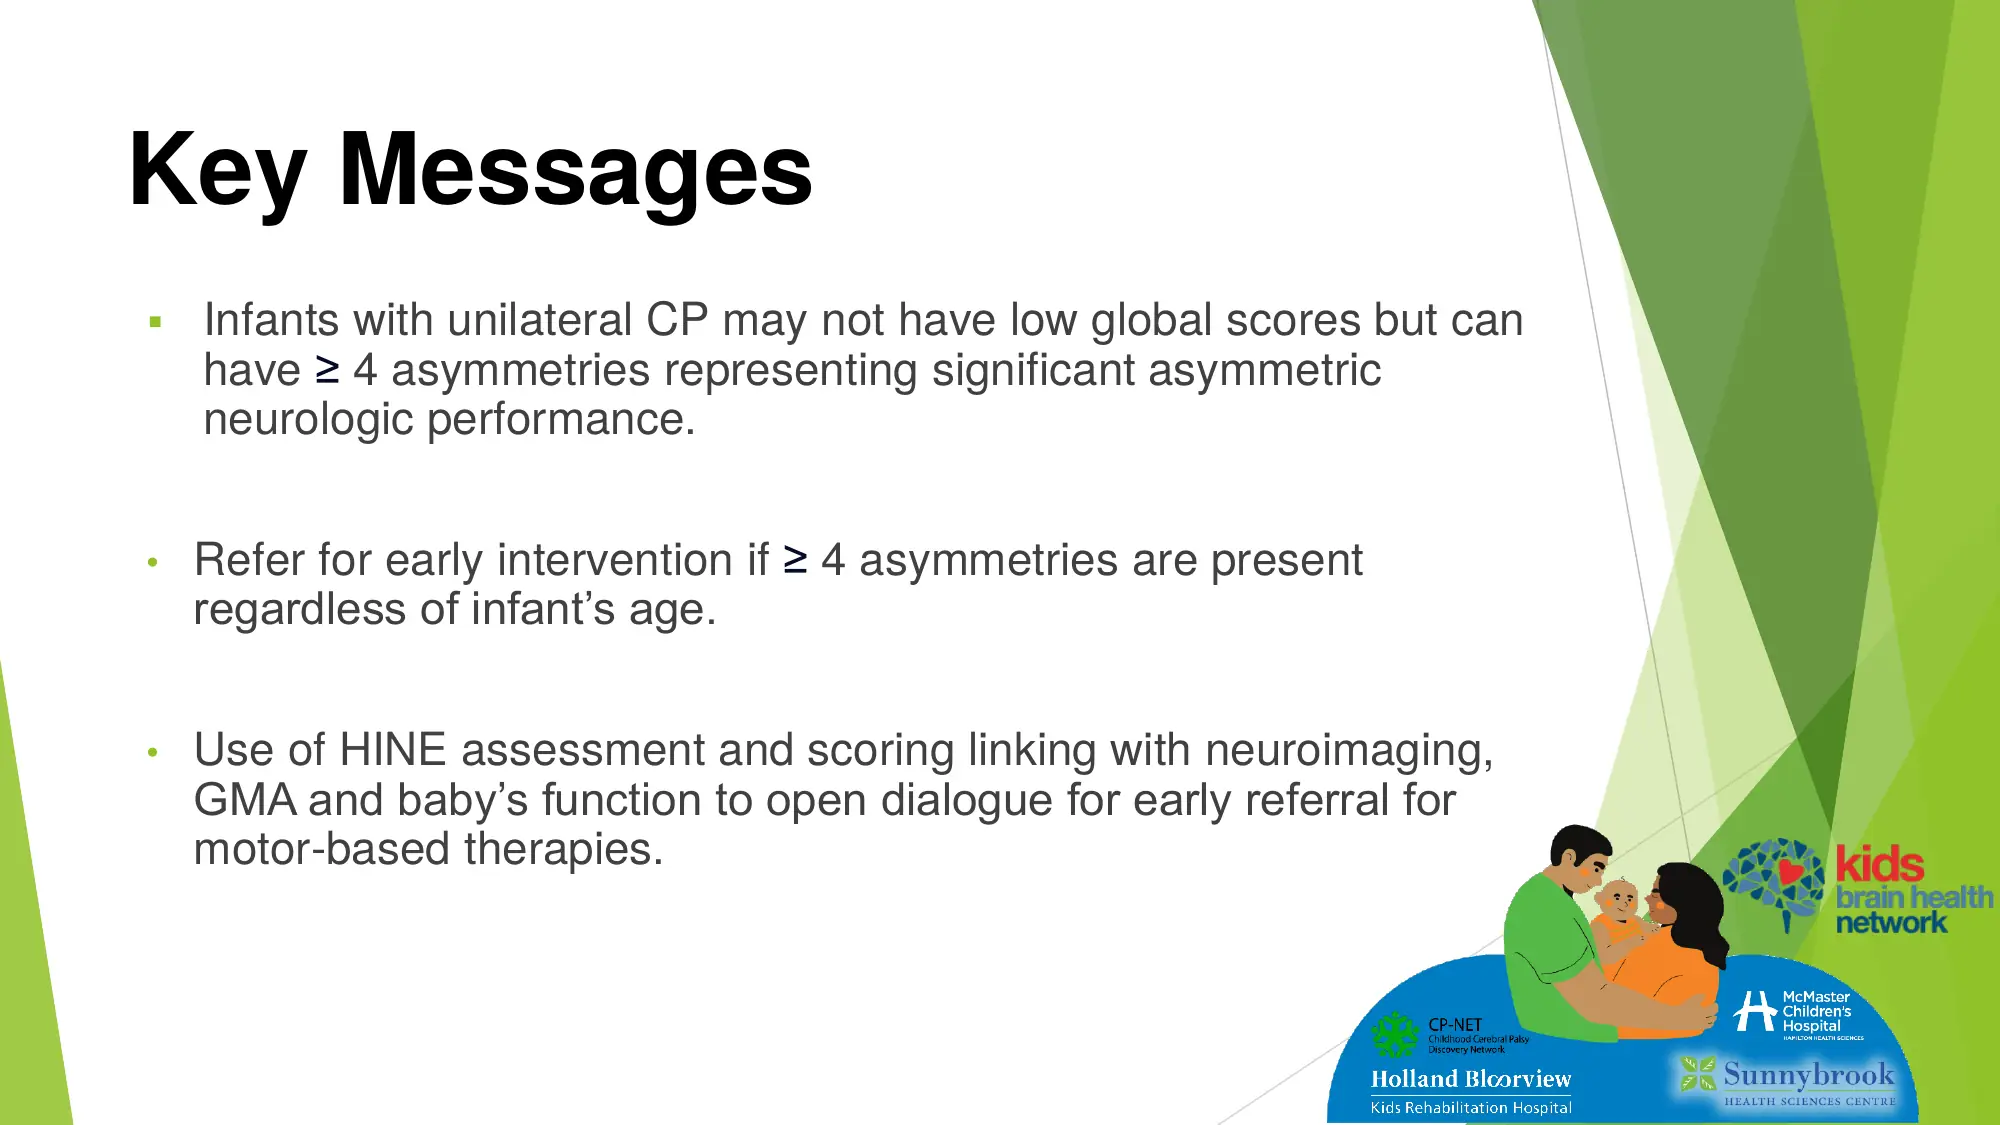 Key Messages
▪ Infants with unilateral CP may not have low global scores but can
have ≥ 4 asymmetries representing significant asymmetric
neurologic performance.
• Refer for early intervention if ≥ 4 asymmetries are present
regardless of infant’s age.
• Use of HINE assessment and scoring linking with neuroimaging,
GMA and baby’s function to open dialogue for early referral for
motor-based therapies.
kids
brain health
network
McMaster
Children's
Hospital
HAMILTON HEALTH SCIENCES
CP-NET
Childhood Cerebral Palsy
Discovery Network
Holland Bloorview
Kids Rehabilitation Hospital
Sunnybrook
HEALTH SCIENCES CENTRE